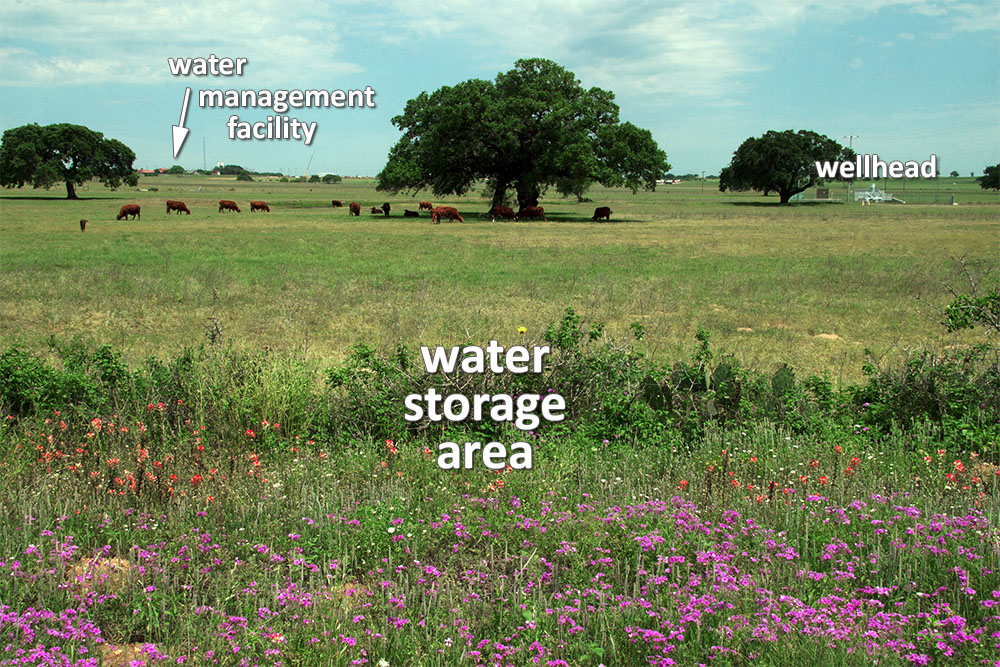 water
management
facility
wellhead
water
storage
area